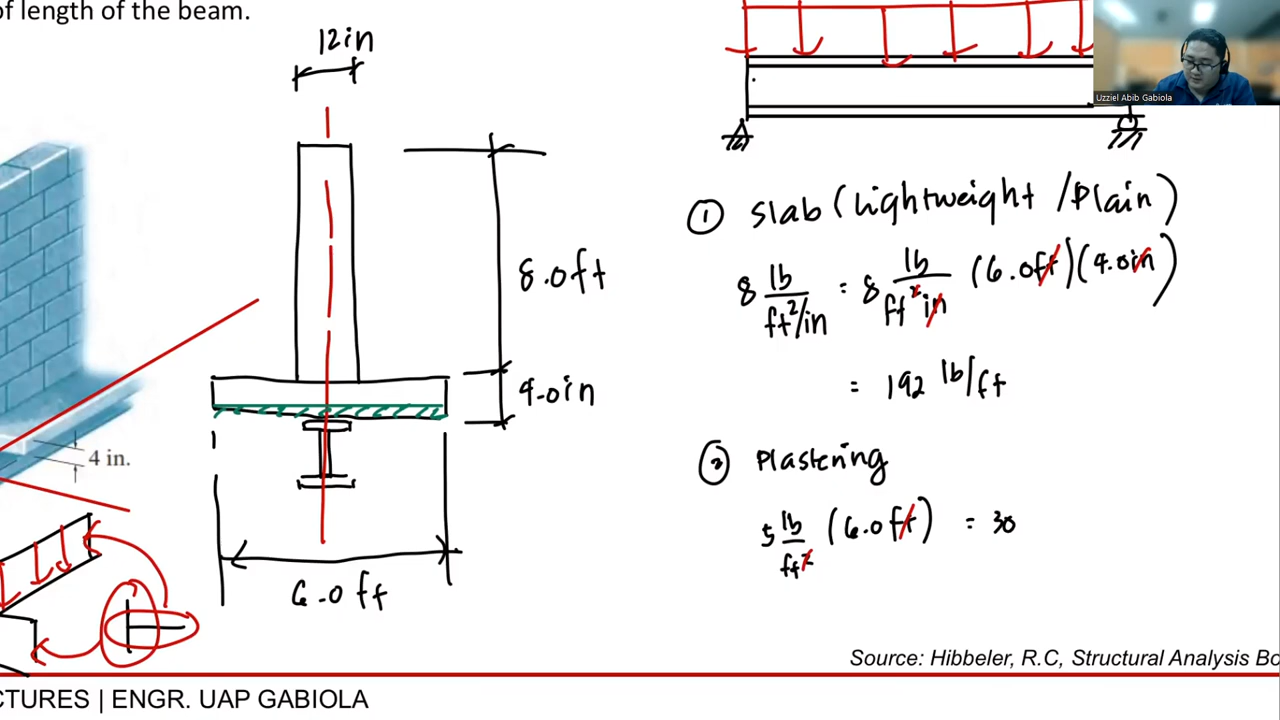 of length of the beam.
12in
Uzziel Abib Gabiola
8.0ft
4.0in
4 in.
6.0ft
① Slab (Lightweight / Plain)
8 lb/ft²/in = 8 lb/ft² in (6.0ft)(4.0in)
= 192 lb/ft
② Plastering
5 lb/ft² (6.0ft) = 30
Source: Hibbeler, R.C, Structural Analysis Bo
CTURES | ENGR. UAP GABIOLA